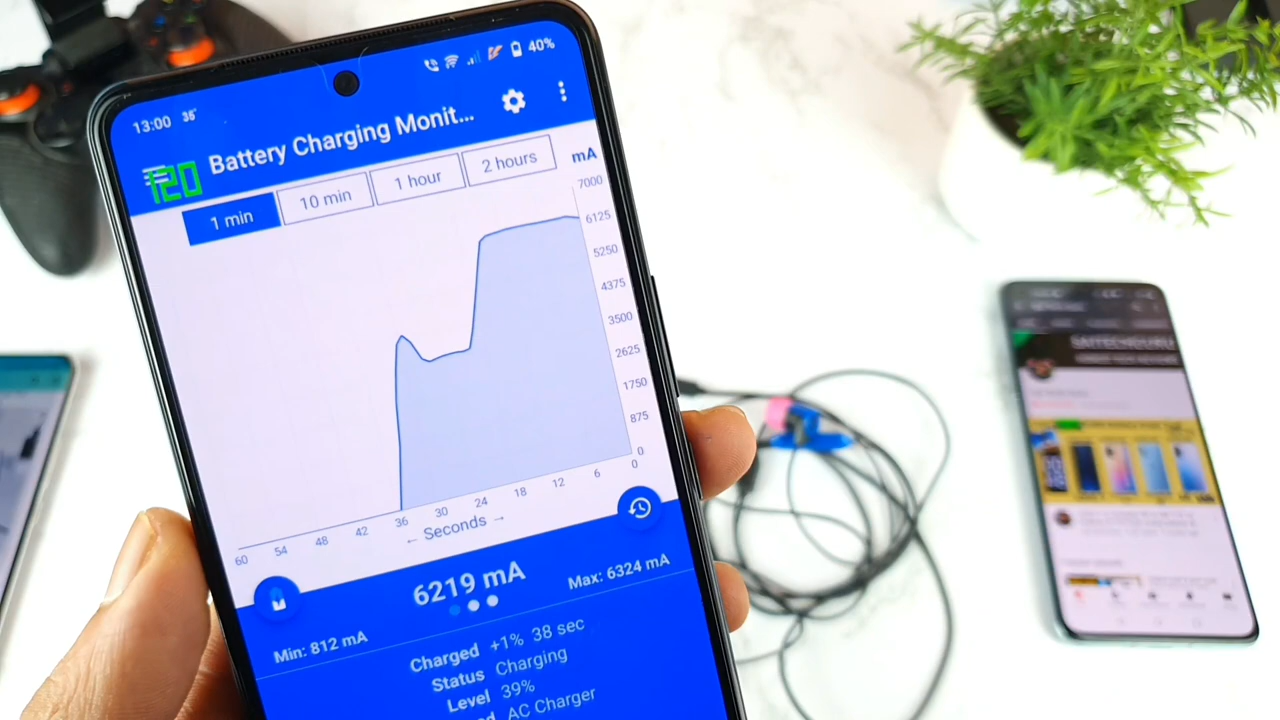 13:00 36° 40%
120
Battery Charging Monit...
1 min 10 min 1 hour 2 hours mA
7000
6125
5250
4375
3500
2625
1750
875
0
60 54 48 42 36 30 24 18 12 6 0
← Seconds →
6219 mA
Min: 812 mA Max: 6324 mA
Charged +1% 38 sec
Status Charging
Level 39%
AC Charger